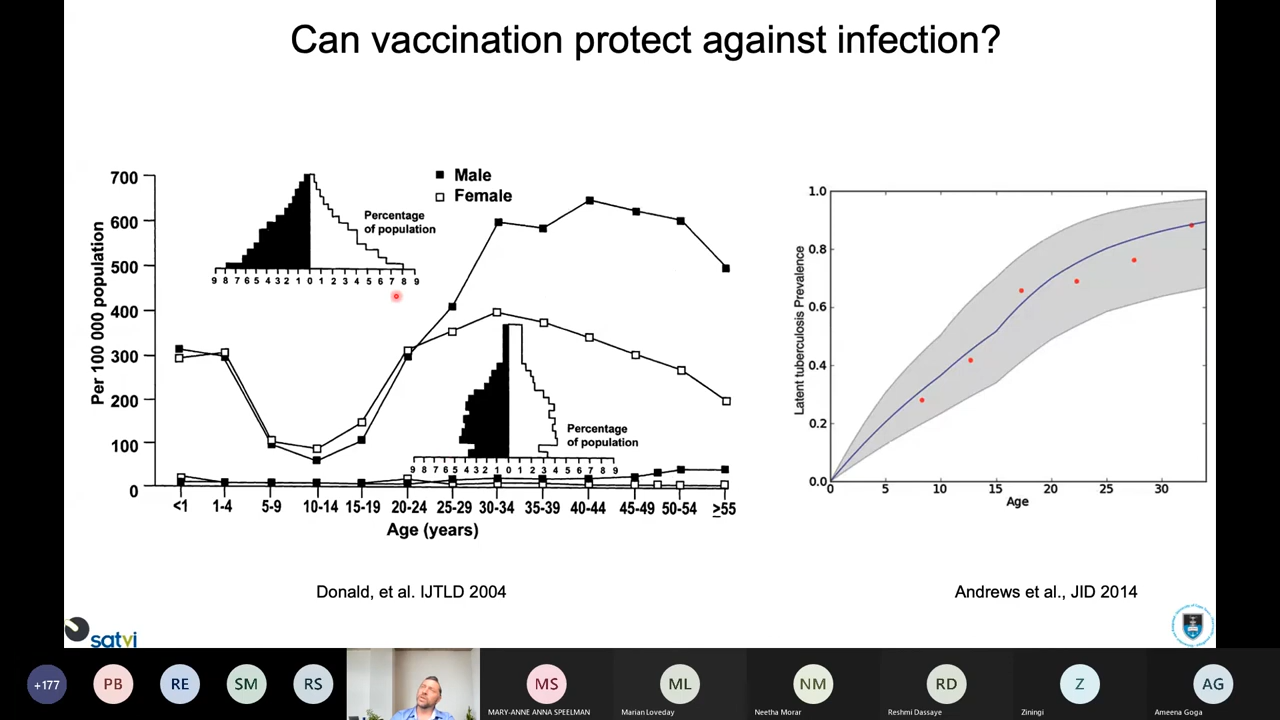 Can vaccination protect against infection?
700
600
500
400
300
200
100
0
Per 100 000 population
Male
Female
Percentage
of population
9 8 7 6 5 4 3 2 1 0 1 2 3 4 5 6 7 8 9
Percentage
of population
9 8 7 6 5 4 3 2 1 0 1 2 3 4 5 6 7 8 9
<1 1-4 5-9 10-14 15-19 20-24 25-29 30-34 35-39 40-44 45-49 50-54 ≥55
Age (years)
1.0
0.8
0.6
0.4
0.2
0.0
Latent tuberculosis Prevalence
0 5 10 15 20 25 30
Age
Donald, et al. IJTLD 2004
Andrews et al., JID 2014
satvi
+177
PB
RE
SM
RS
MS
ML
NM
RD
Z
AG
MARY-ANNE ANNA SPEELMAN
Marian Loveday
Neetha Morar
Reshmi Dassaye
Ziningi
Ameena Goga